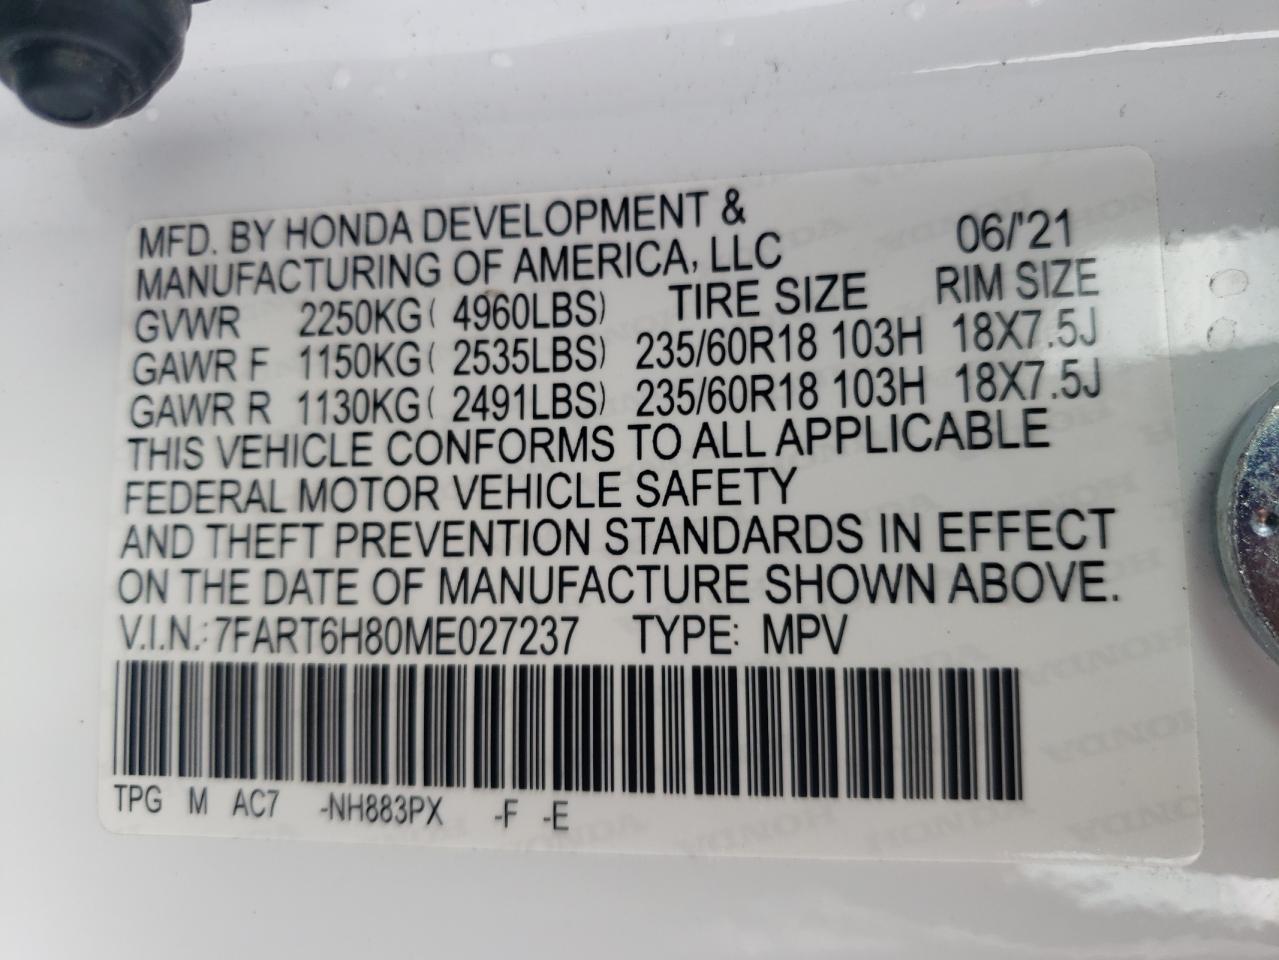 MFD. BY HONDA DEVELOPMENT & 06/'21
MANUFACTURING OF AMERICA, LLC
GVWR 2250KG( 4960LBS) TIRE SIZE RIM SIZE
GAWR F 1150KG( 2535LBS) 235/60R18 103H 18X7.5J
GAWR R 1130KG( 2491LBS) 235/60R18 103H 18X7.5J
THIS VEHICLE CONFORMS TO ALL APPLICABLE
FEDERAL MOTOR VEHICLE SAFETY
AND THEFT PREVENTION STANDARDS IN EFFECT
ON THE DATE OF MANUFACTURE SHOWN ABOVE.
V.I.N.: 7FART6H80ME027237 TYPE: MPV
TPG M AC7 -NH883PX -F -E